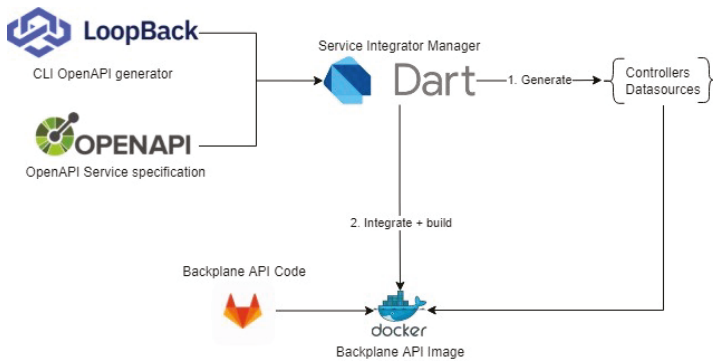 LoopBack
CLI OpenAPI generator
OPENAPI
OpenAPI Service specification
Service Integrator Manager
Dart
1. Generate
Controllers
Datasources
2. Integrate + build
Backplane API Code
docker
Backplane API Image